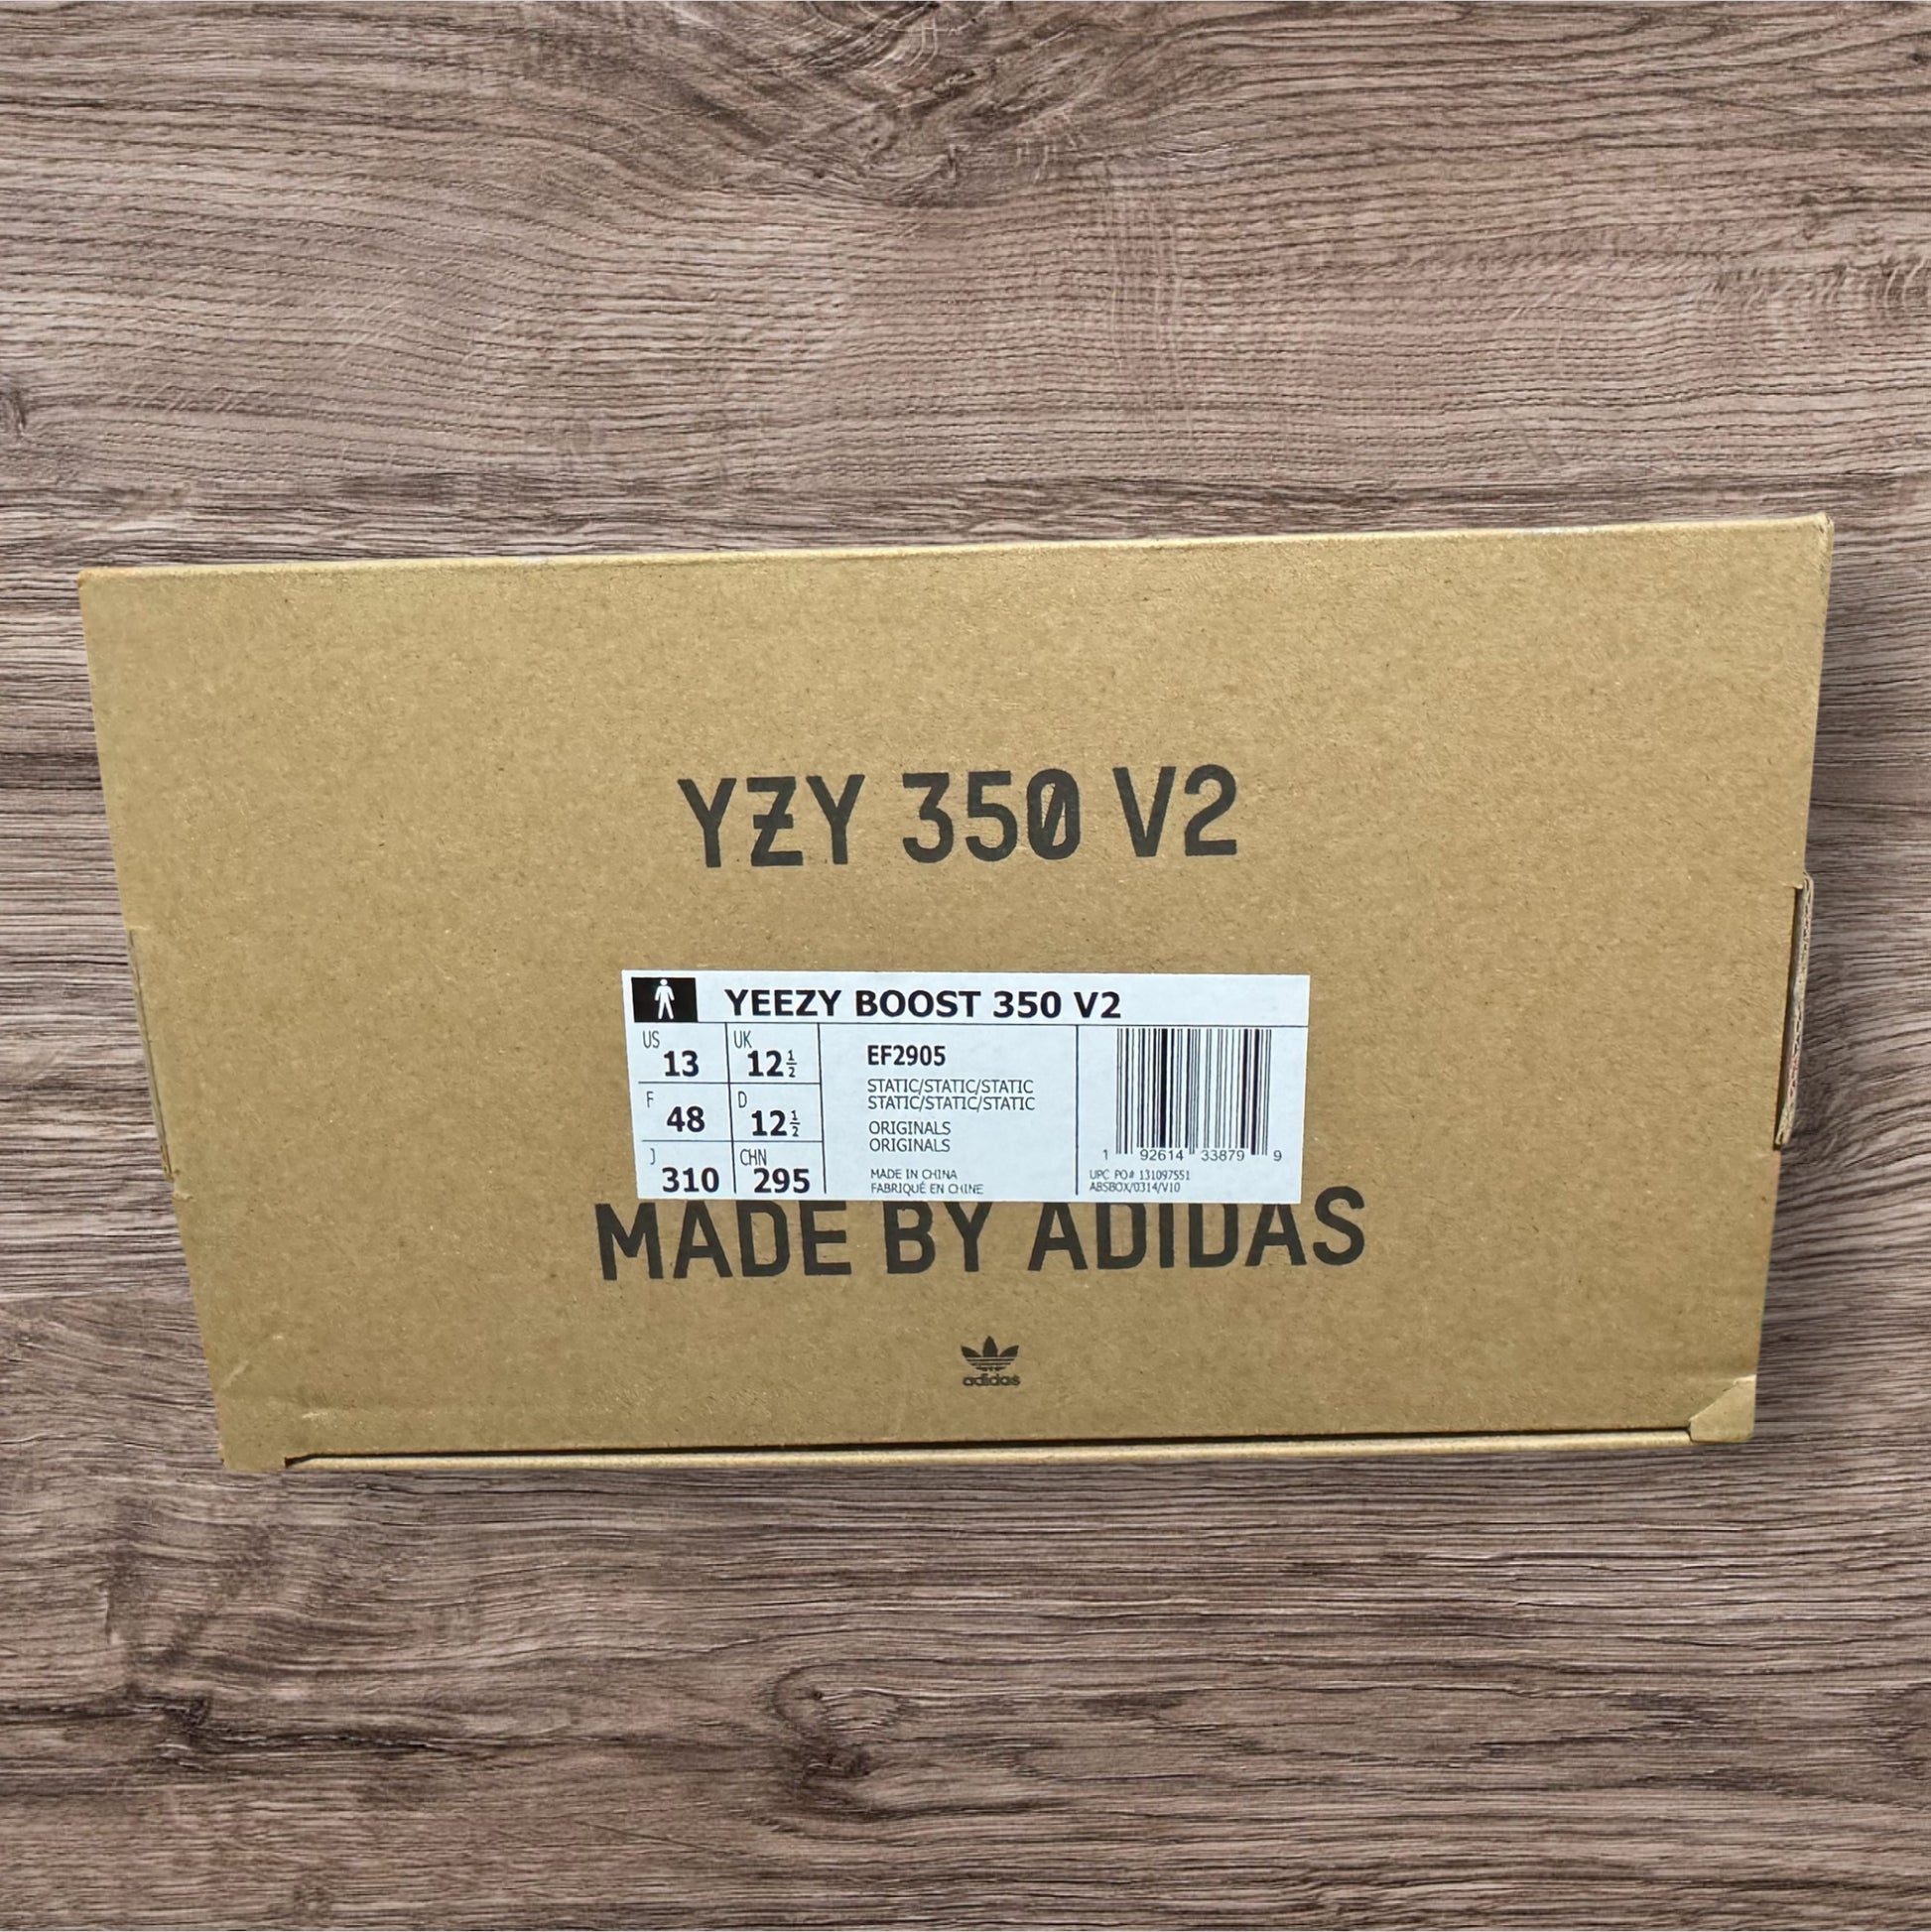 YZY 350 V2
YEEZY BOOST 350 V2
US 13 UK 12½
F 48 D 12½
J 310 CHN 295
EF2905
STATIC/STATIC/STATIC
STATIC/STATIC/STATIC
ORIGINALS
ORIGINALS
MADE IN CHINA
FABRIQUÉ EN CHINE
1 92614 33879 9
UPC PO# 131097551
ABSBOX/0314/V10
MADE BY ADIDAS
adidas